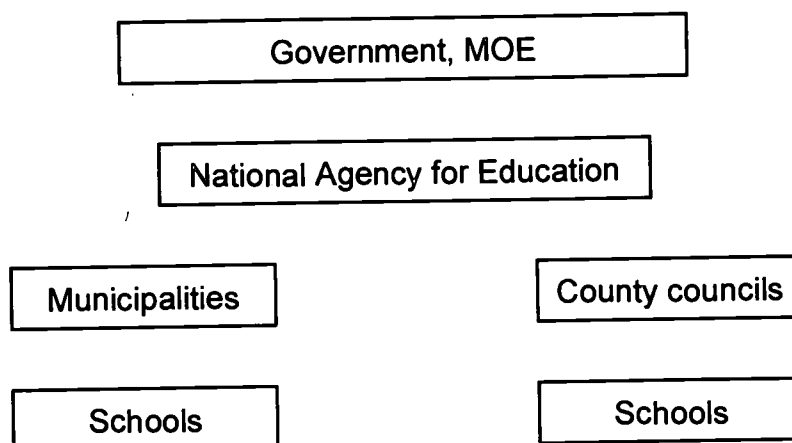 Government, MOE
National Agency for Education
Municipalities
County councils
Schools
Schools